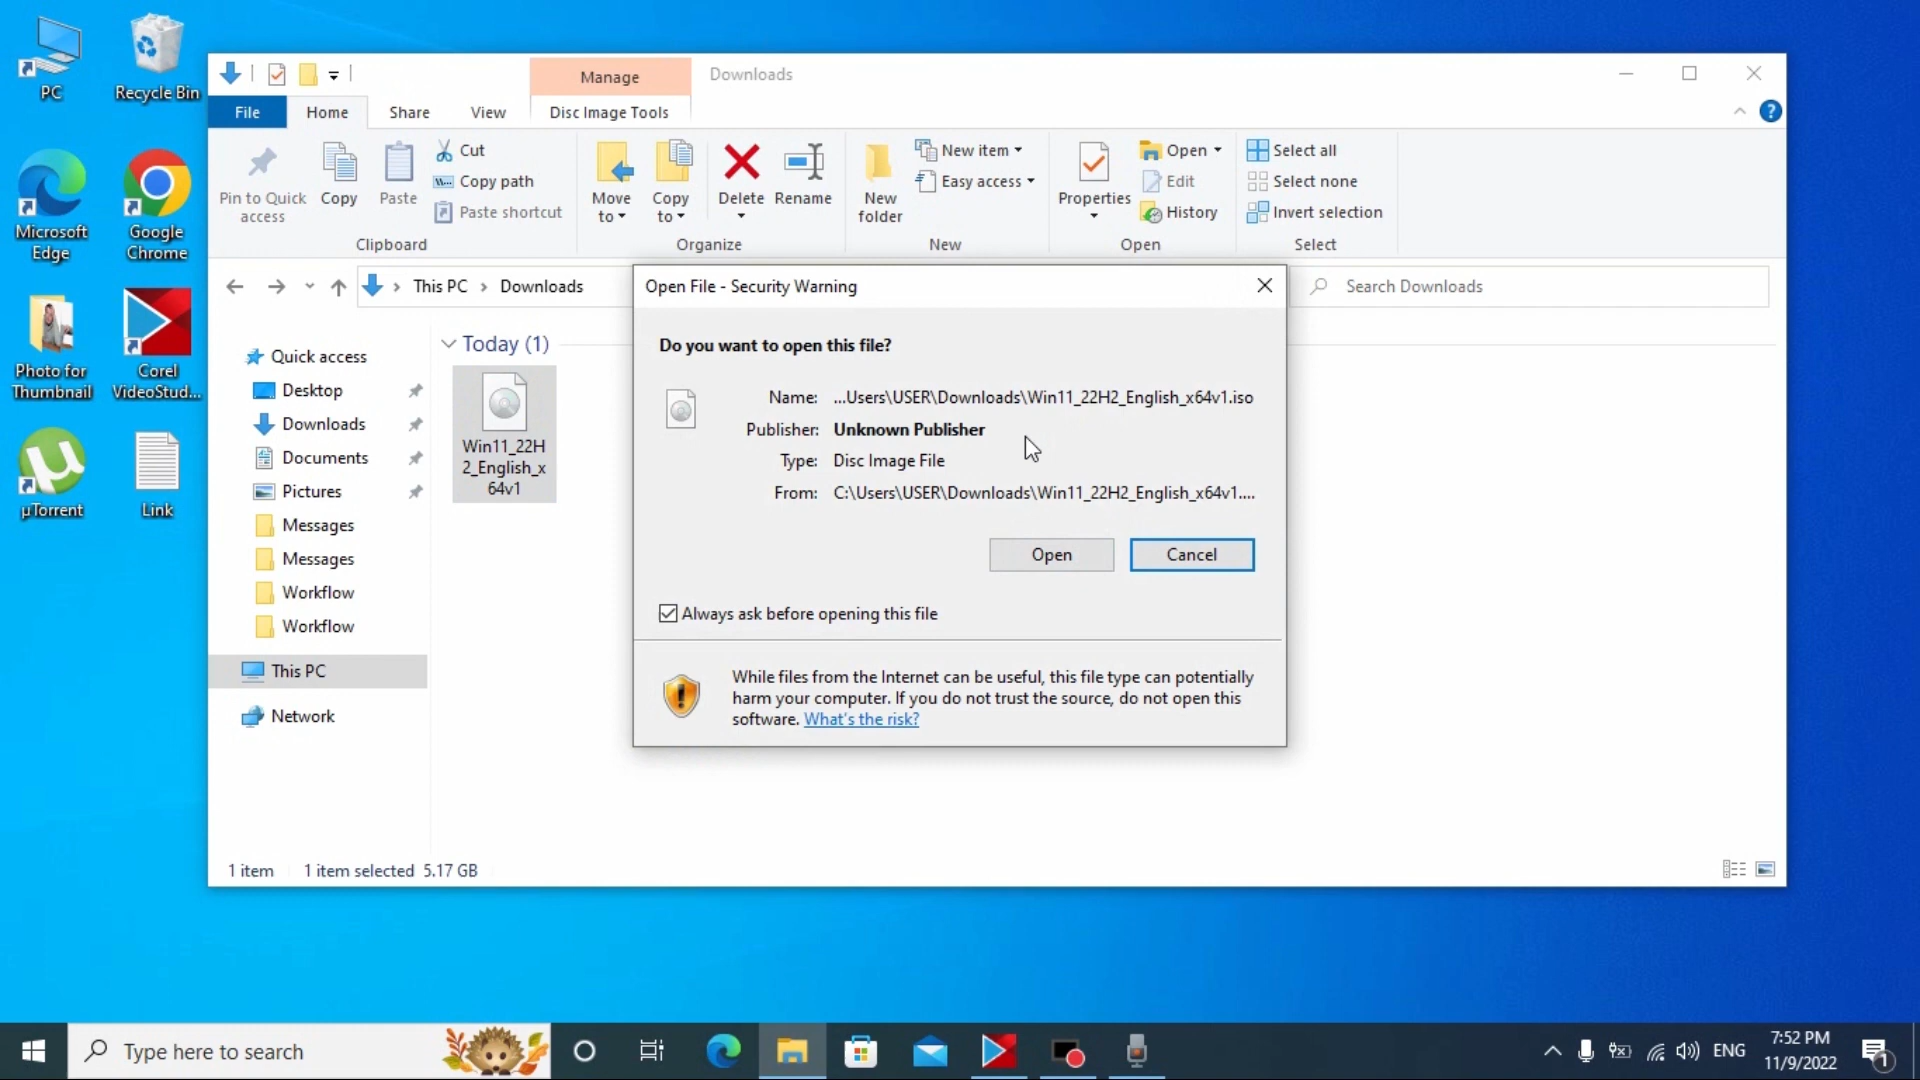 PC
Recycle Bin
Microsoft
Edge
Google
Chrome
Photo for
Thumbnail
Corel
VideoStud...
µTorrent
Link
Manage
Downloads
File
Home
Share
View
Disc Image Tools
Pin to Quick
access
Copy
Paste
Cut
Copy path
Paste shortcut
Clipboard
Move
to
Copy
to
Delete
Rename
Organize
New
folder
New item
Easy access
New
Properties
Open
Edit
History
Open
Select all
Select none
Invert selection
Select
This PC
Downloads
Search Downloads
Quick access
Desktop
Downloads
Documents
Pictures
Messages
Messages
Workflow
Workflow
This PC
Network
Today (1)
Win11_22H
2_English_x
64v1
Open File - Security Warning
Do you want to open this file?
Name: ...Users\USER\Downloads\Win11_22H2_English_x64v1.iso
Publisher: Unknown Publisher
Type: Disc Image File
From: C:\Users\USER\Downloads\Win11_22H2_English_x64v1....
Open
Cancel
Always ask before opening this file
While files from the Internet can be useful, this file type can potentially
harm your computer. If you do not trust the source, do not open this
software. What's the risk?
1 item
1 item selected 5.17 GB
Type here to search
ENG
7:52 PM
11/9/2022
1